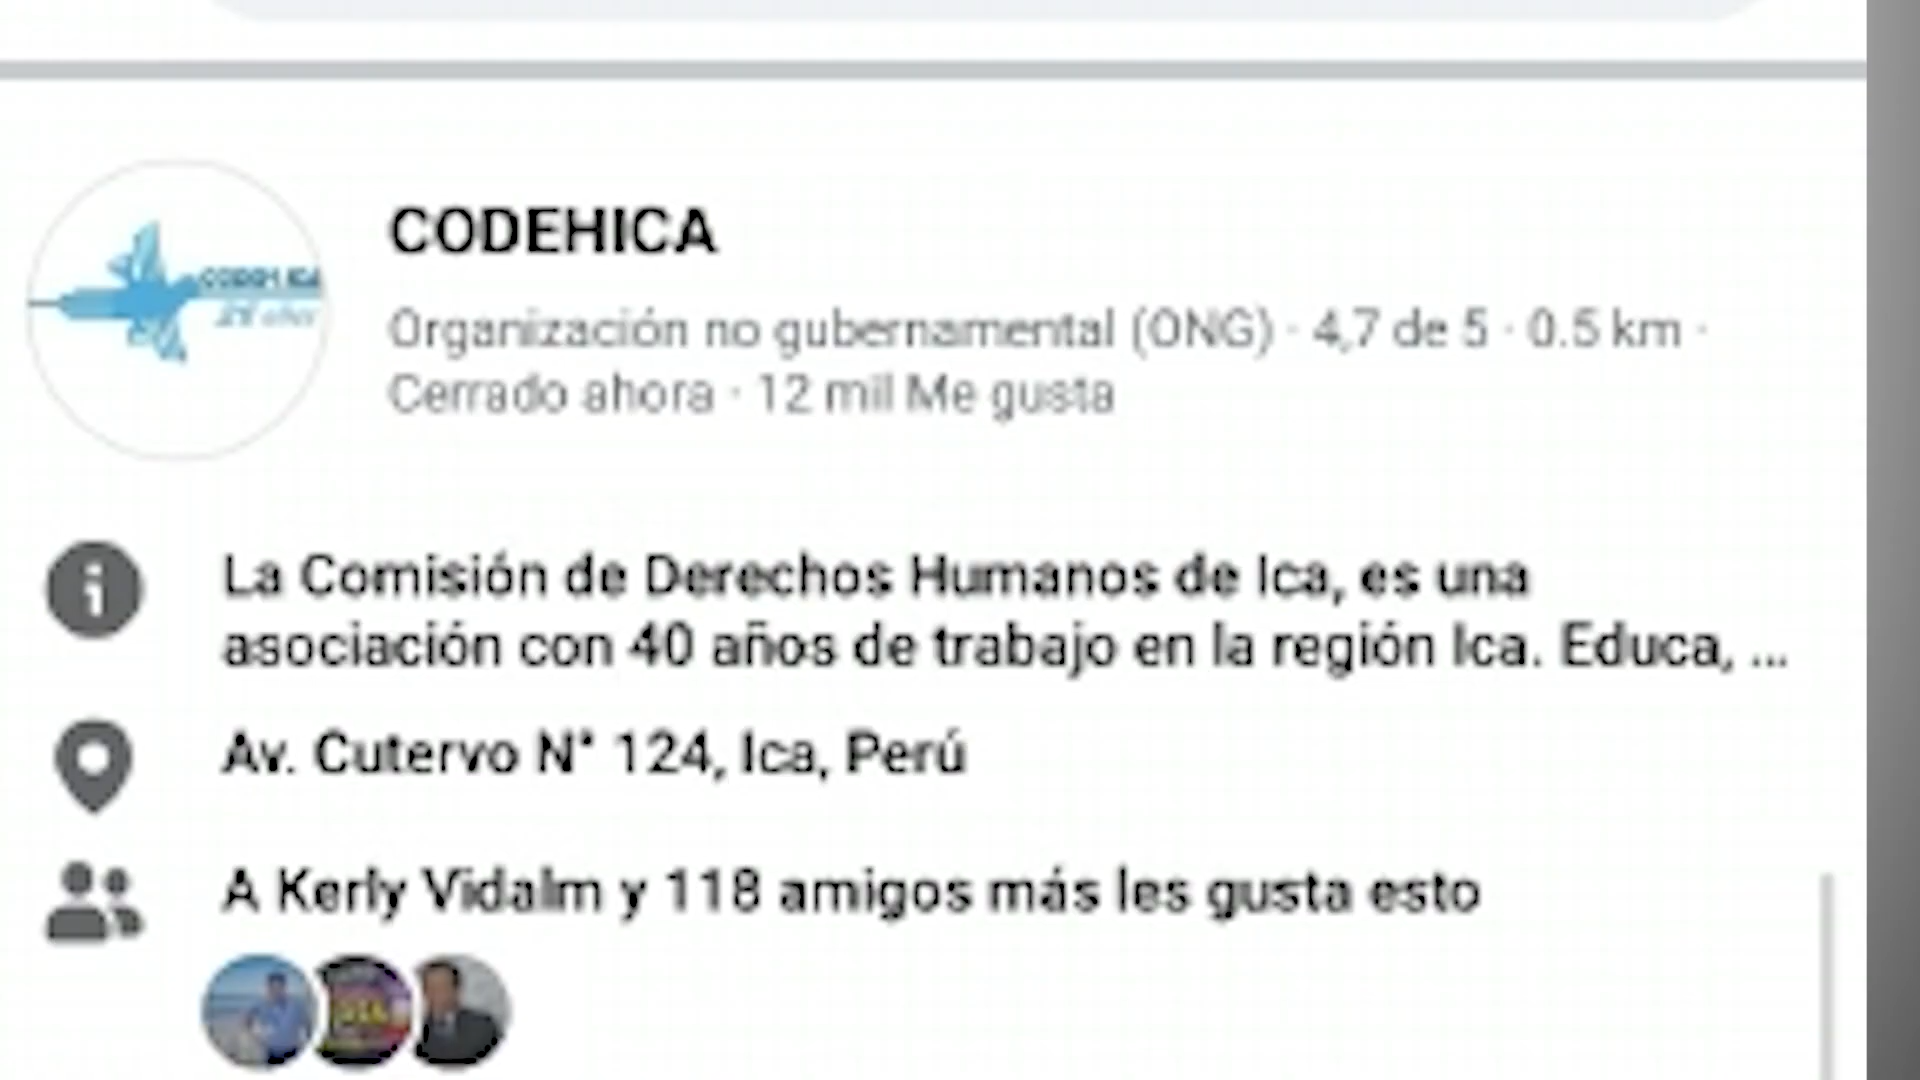 CODEHICA
Organización no gubernamental (ONG) · 4,7 de 5 · 0.5 km ·
Cerrado ahora · 12 mil Me gusta
La Comisión de Derechos Humanos de Ica, es una
asociación con 40 años de trabajo en la región Ica. Educa, ...
Av. Cutervo N° 124, Ica, Perú
A Kerly Vidalm y 118 amigos más les gusta esto